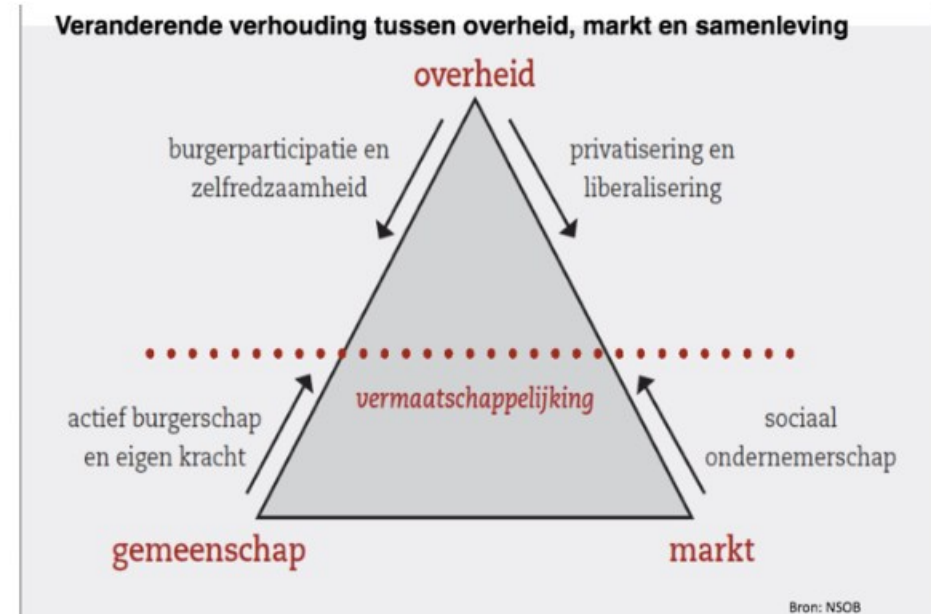 Veranderende verhouding tussen overheid, markt en samenleving
overheid
burgerparticipatie en
zelfredzaamheid
privatisering en
liberalisering
vermaatschappelijking
actief burgerschap
en eigen kracht
sociaal
ondernemerschap
gemeenschap
markt
Bron: NSOB